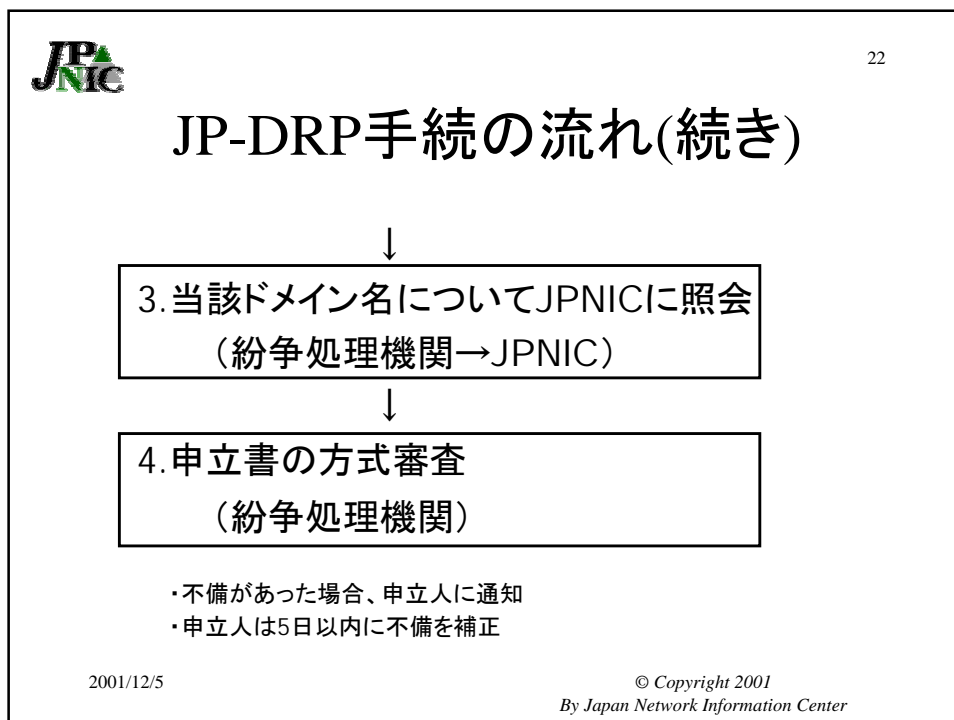 JPNIC
22
JP-DRP手続の流れ(続き)
↓
3.当該ドメイン名についてJPNICに照会
（紛争処理機関→JPNIC）
↓
4.申立書の方式審査
（紛争処理機関）
・不備があった場合、申立人に通知
・申立人は5日以内に不備を補正
2001/12/5
© Copyright 2001
By Japan Network Information Center